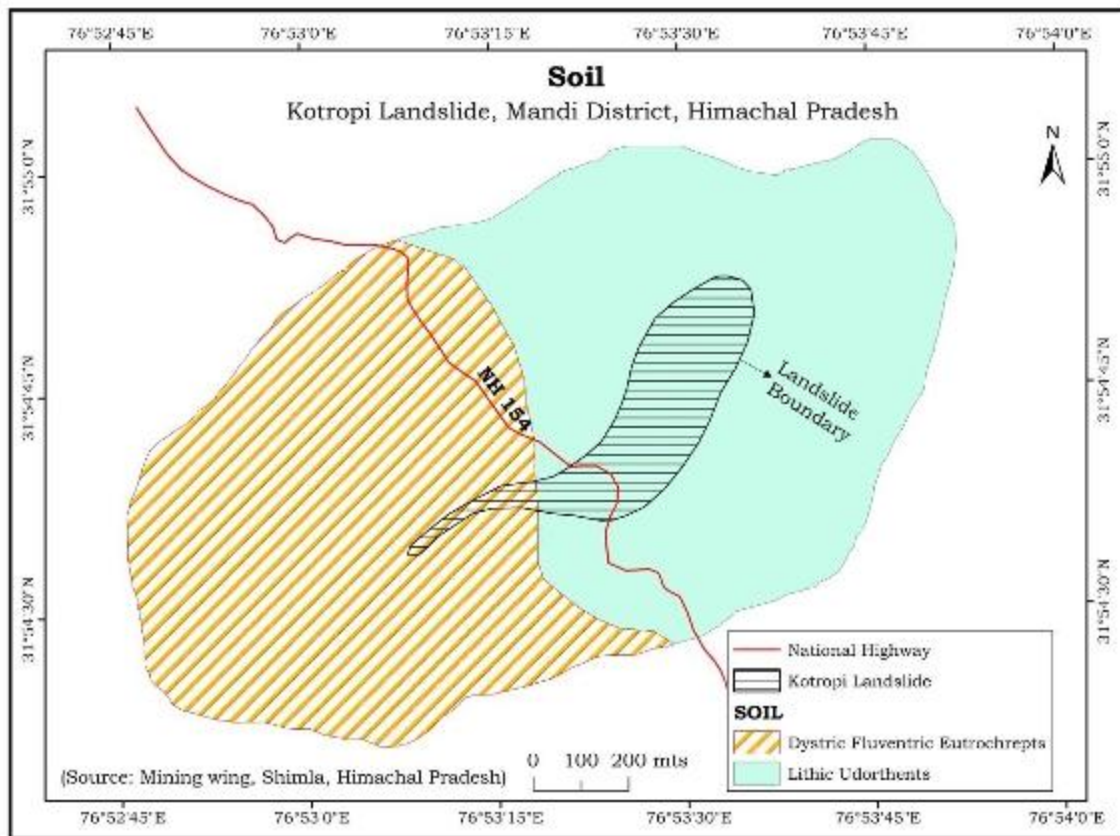 76°52'45"E 76°53'0"E 76°53'15"E 76°53'30"E 76°53'45"E 76°54'0"E
Soil
Kotropi Landslide, Mandi District, Himachal Pradesh
N
31°55'0"N
31°55'0"N
31°54'45"N
31°54'45"N
NH 154
Landslide
Boundary
31°54'30"N
31°54'30"N
National Highway
Kotropi Landslide
SOIL
Dystric Fluventric Eutrochrepts
Lithic Udorthents
0 100 200 mts
(Source: Mining wing, Shimla, Himachal Pradesh)
76°52'45"E 76°53'0"E 76°53'15"E 76°53'30"E 76°53'45"E 76°54'0"E